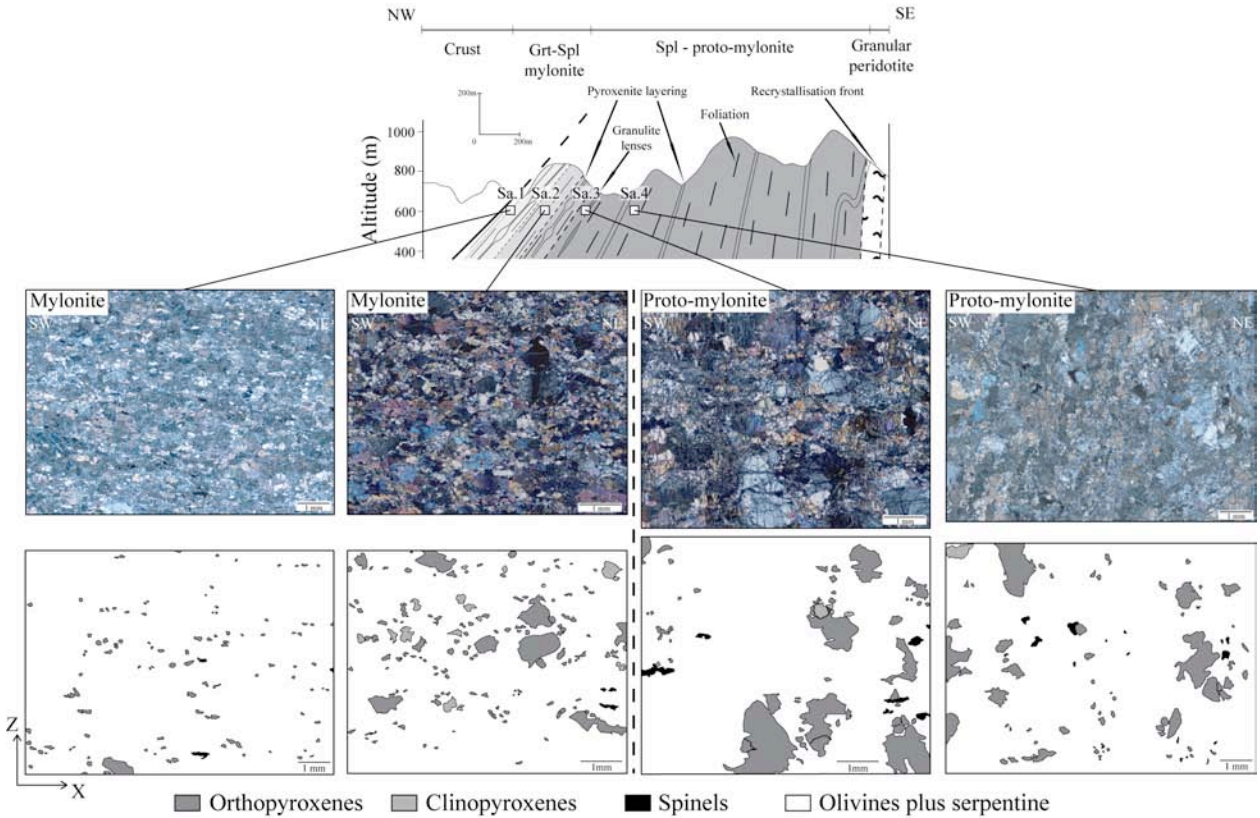 NW SE
Crust Grt-Spl mylonite Spl - proto-mylonite Granular peridotite
200m
0 200m
Pyroxenite layering
Recrystallisation front
Granulite lenses
Foliation
Altitude (m)
1000
800
600
400
Sa.1 Sa.2 Sa.3 Sa.4
Mylonite Mylonite Proto-mylonite Proto-mylonite
SW NE SW NE SW NE SW NE
1 mm 1 mm 1 mm 1 mm
1 mm 1mm 1mm 1 mm
Z
X
Orthopyroxenes Clinopyroxenes Spinels Olivines plus serpentine